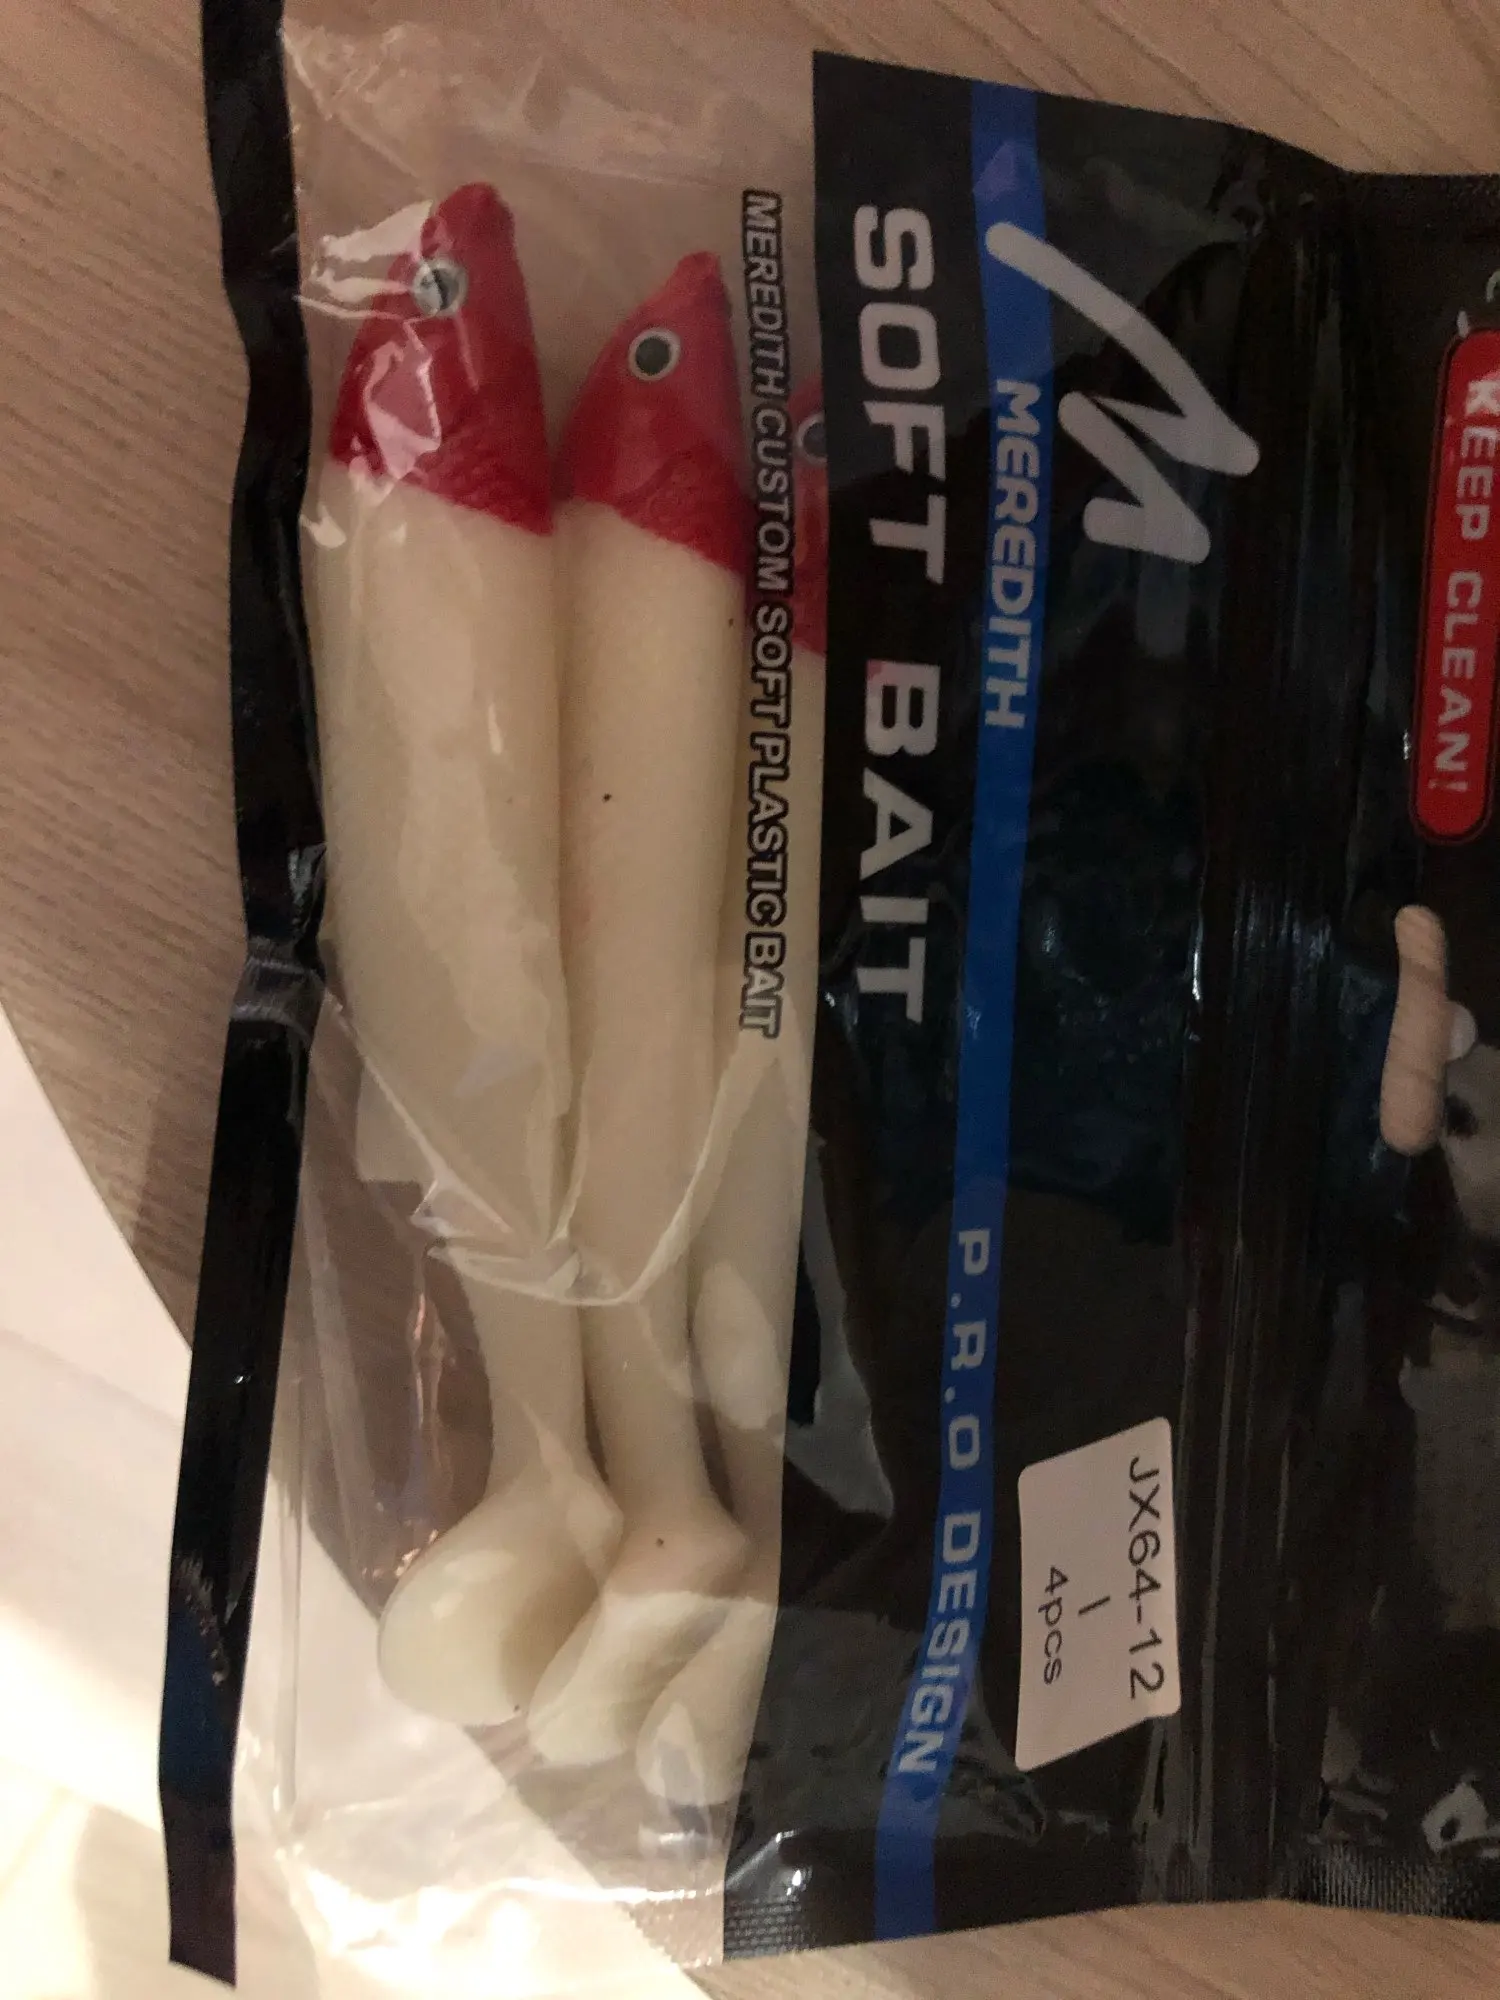 KEEP CLEAN!
M
MEREDITH P.R.O DESIGN
SOFT BAIT
MEREDITH CUSTOM SOFT PLASTIC BAIT
JX64-12
I
4pcs